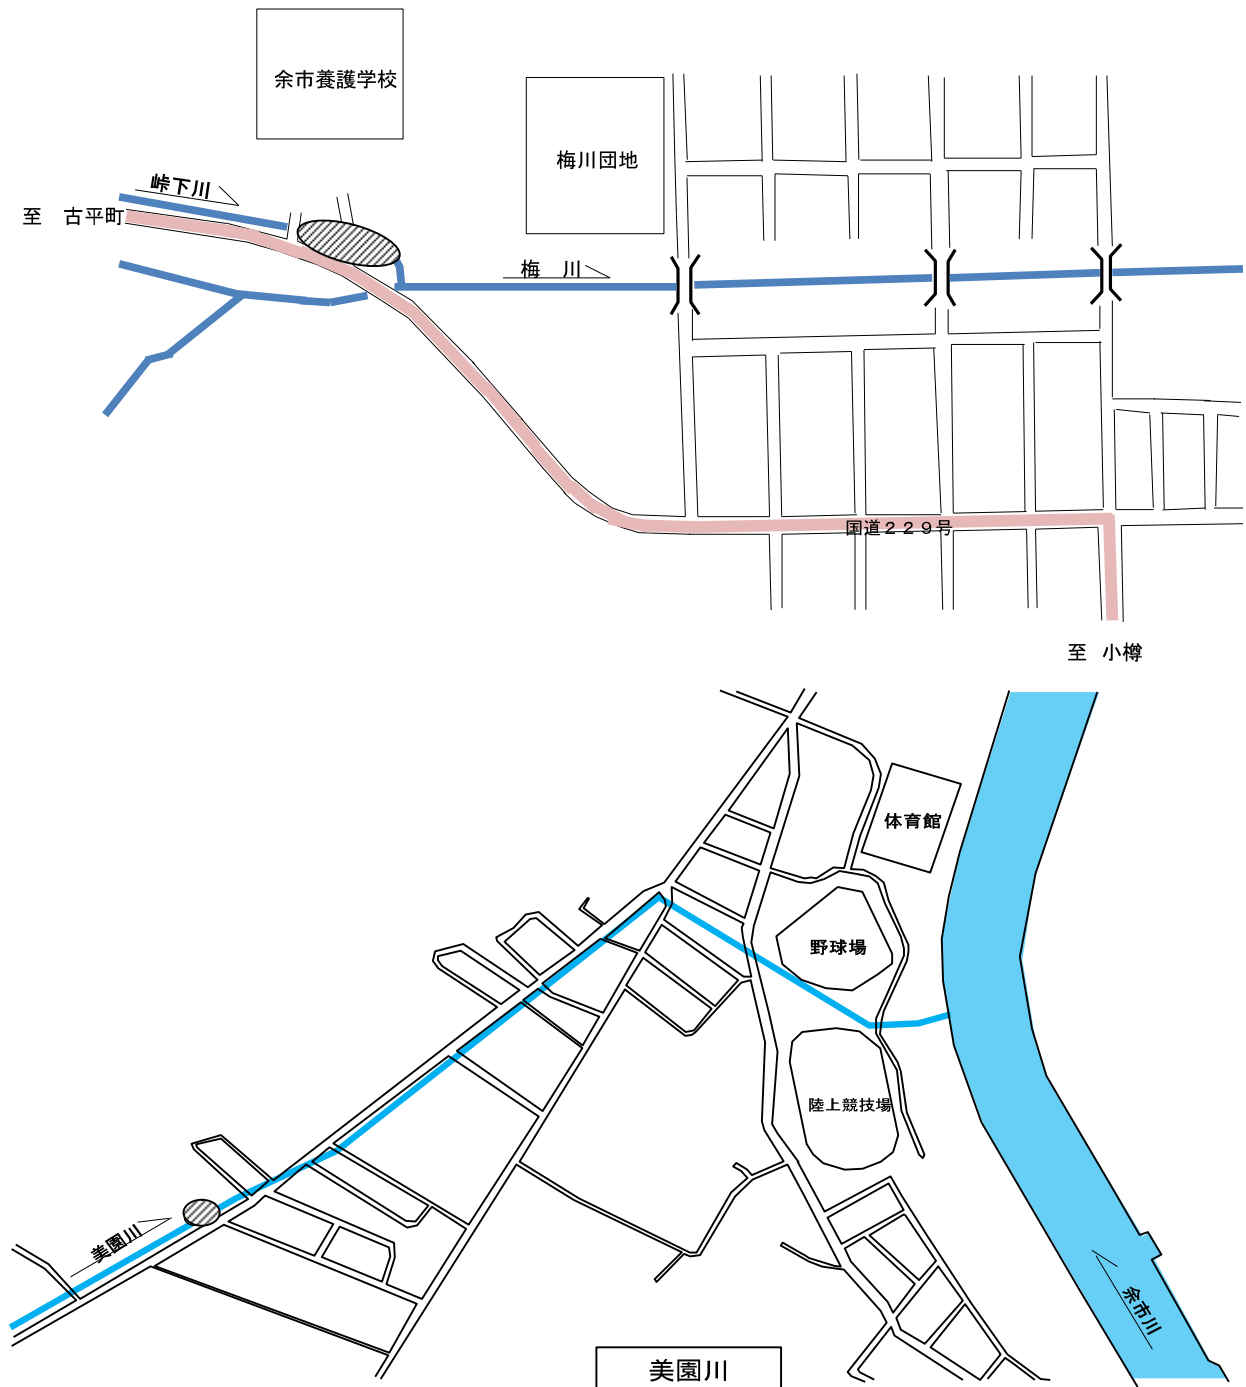 余市養護学校
梅川団地
峠下川
至　古平町
梅　川
国道２２９号
至　小樽
体育館
野球場
陸上競技場
美園川
余市川
美園川